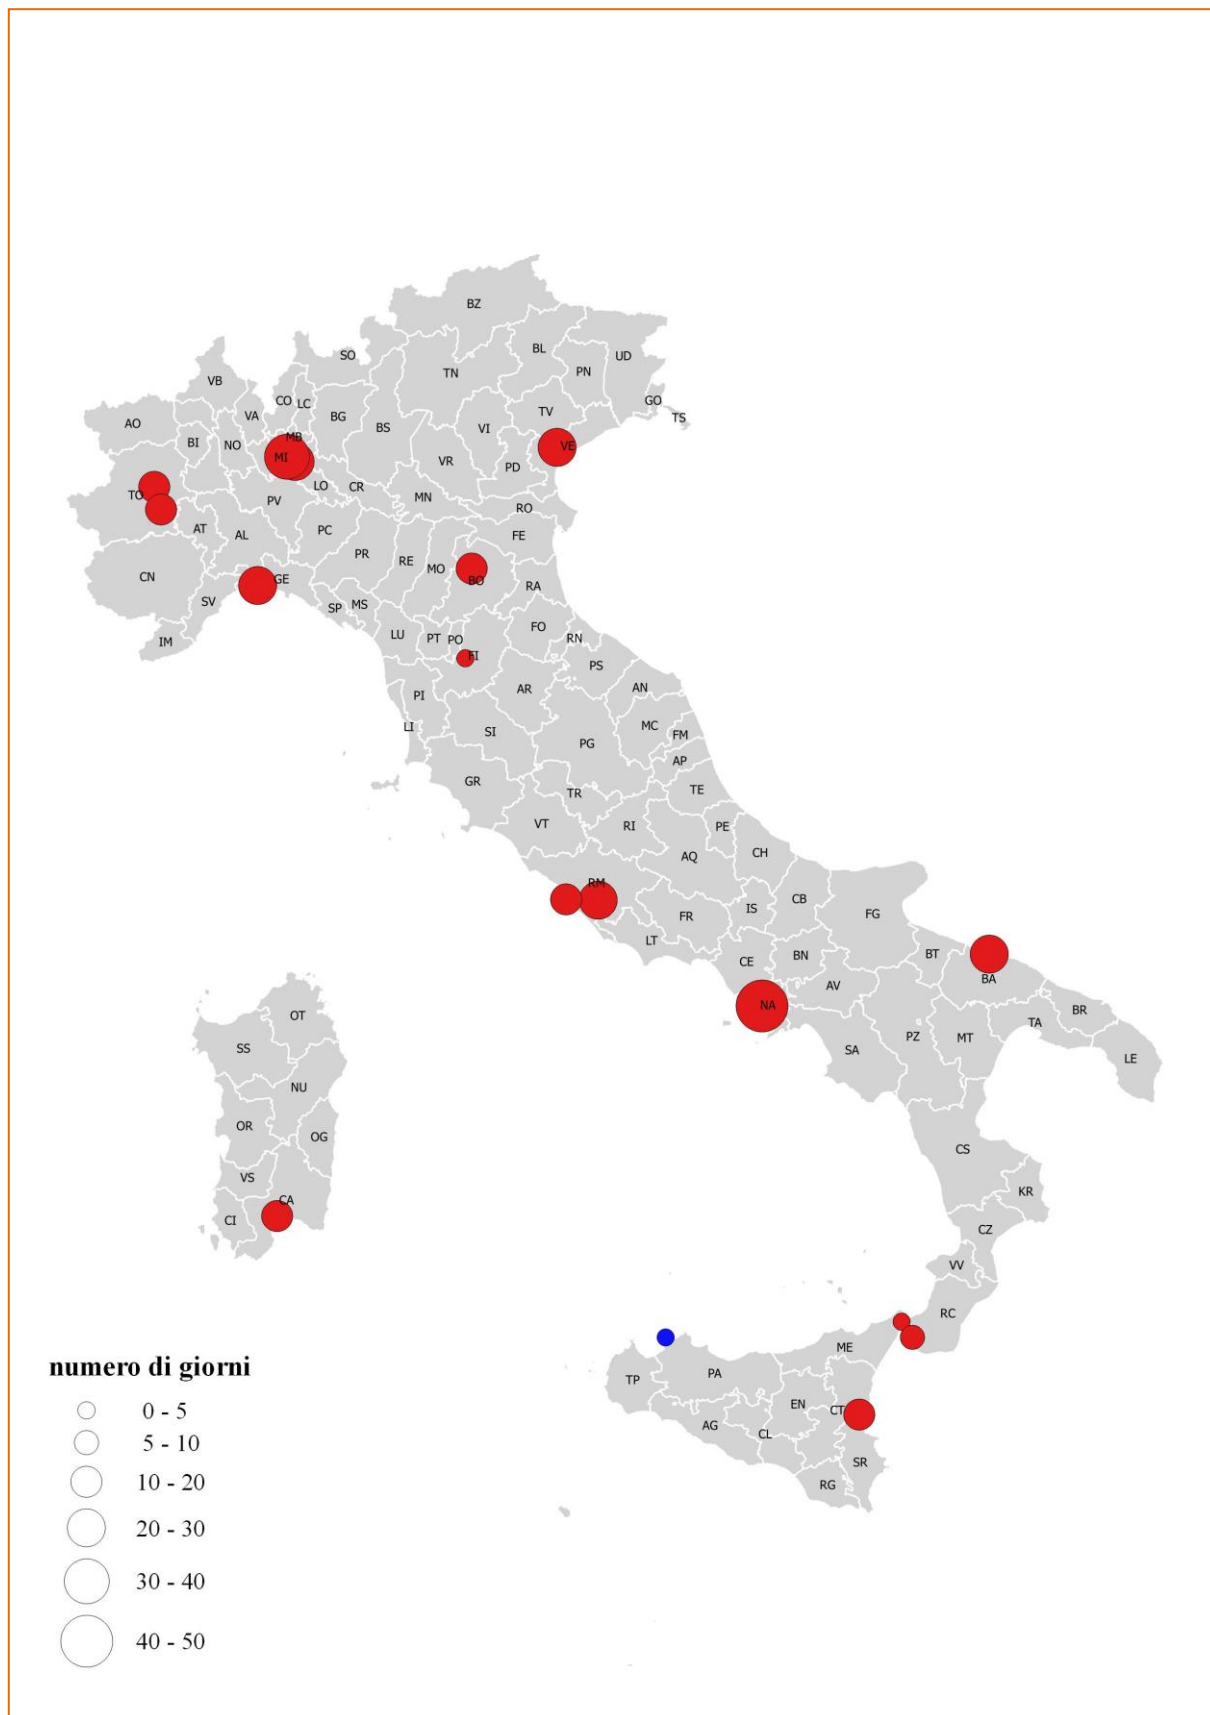 BZ
SO
BL
UD
TN
PN
VB
CO
LC
GO
TS
AO
VA
BG
TV
BS
VI
MB
BI
NO
VE
MI
VR
PD
TO
LO
CR
PV
MN
RO
AT
AL
PC
FE
PR
RE
MO
CN
GE
BO
RA
SV
SP
MS
LU
PT
PO
FO
RN
IM
FI
PS
AR
AN
PI
LI
SI
MC
FM
PG
AP
GR
TR
TE
VT
RI
PE
AQ
CH
RM
CB
IS
FG
FR
LT
CE
BN
BT
BA
AV
NA
BR
OT
TA
SS
SA
PZ
MT
LE
NU
OR
OG
CS
VS
KR
CA
CI
CZ
VV
RC
ME
PA
TP
EN
CT
AG
CL
SR
RG
numero di giorni
0 - 5
5 - 10
10 - 20
20 - 30
30 - 40
40 - 50